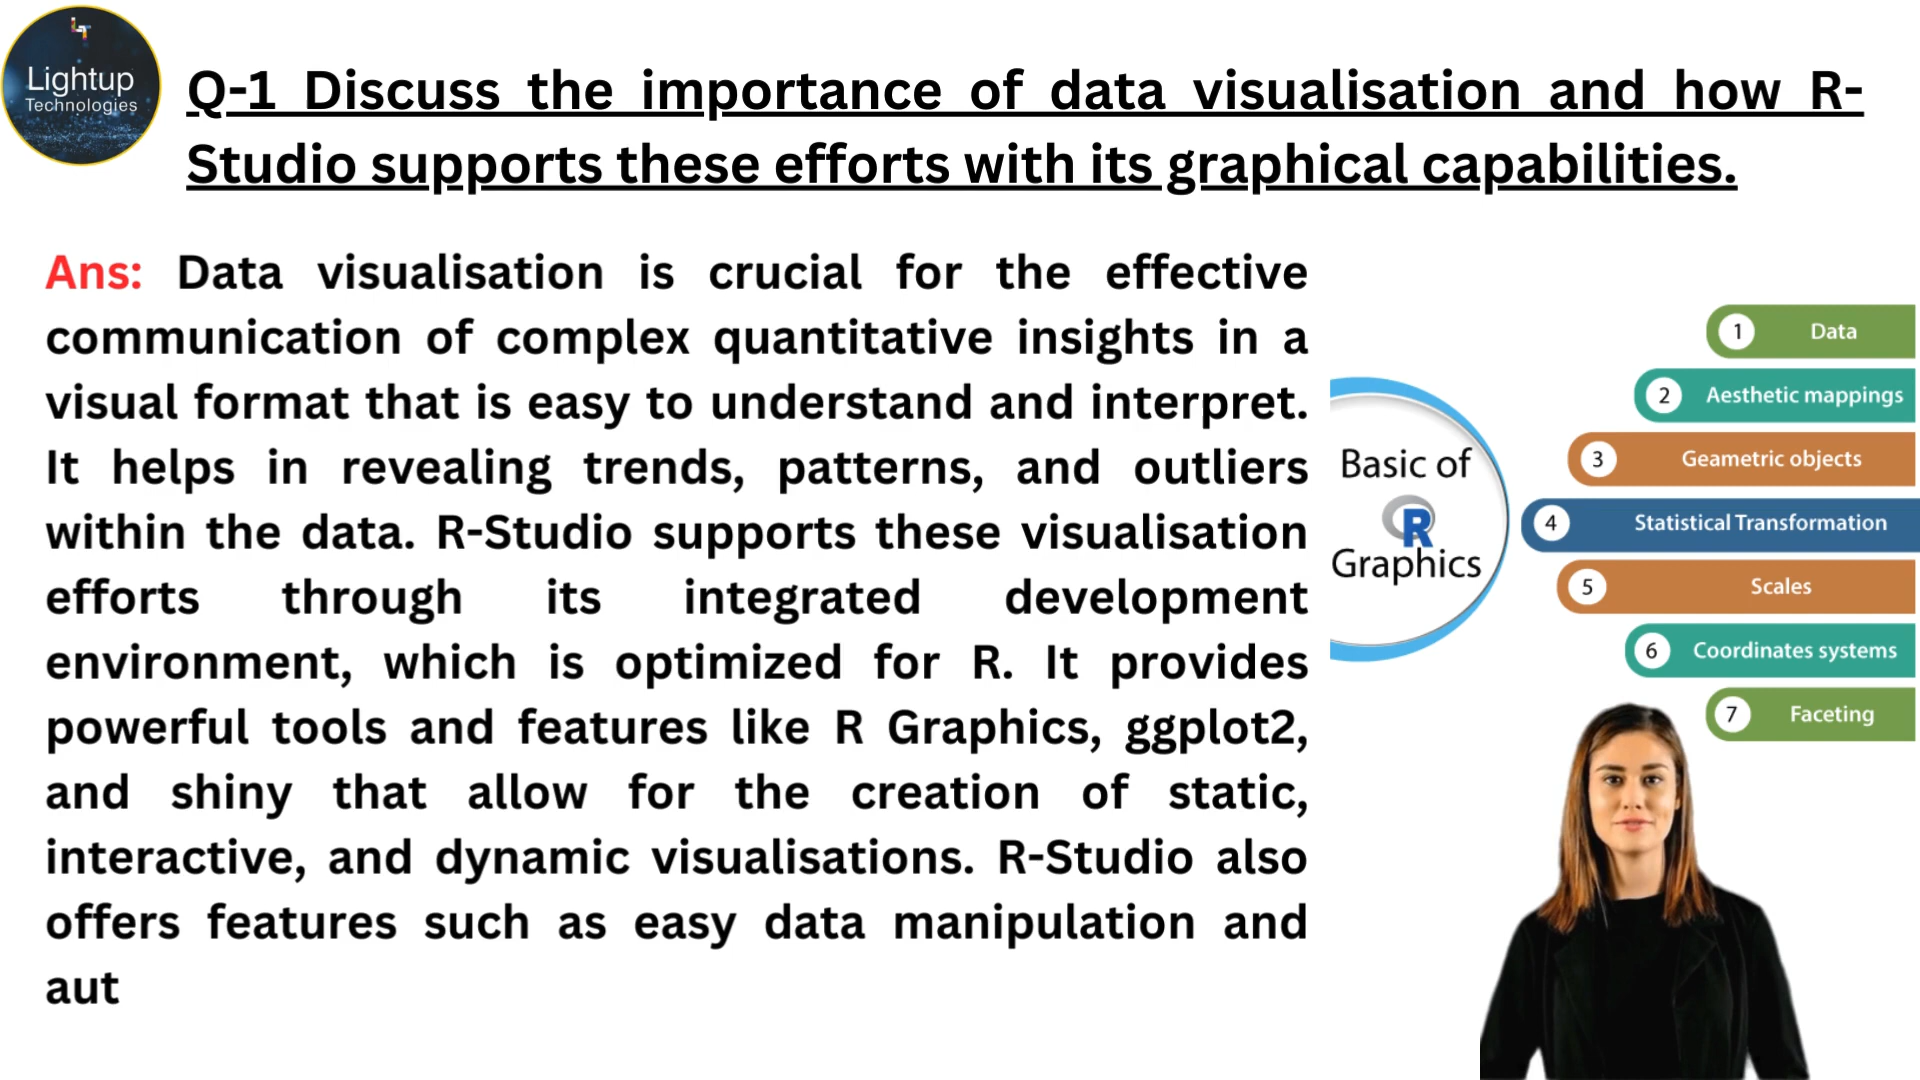 LT
Lightup
Technologies
Q-1 Discuss the importance of data visualisation and how R-
Studio supports these efforts with its graphical capabilities.
Ans: Data visualisation is crucial for the effective
communication of complex quantitative insights in a
visual format that is easy to understand and interpret.
It helps in revealing trends, patterns, and outliers
within the data. R-Studio supports these visualisation
efforts through its integrated development
environment, which is optimized for R. It provides
powerful tools and features like R Graphics, ggplot2,
and shiny that allow for the creation of static,
interactive, and dynamic visualisations. R-Studio also
offers features such as easy data manipulation and
aut
Basic of
R
Graphics
1 Data
2 Aesthetic mappings
3 Geametric objects
4 Statistical Transformation
5 Scales
6 Coordinates systems
7 Faceting